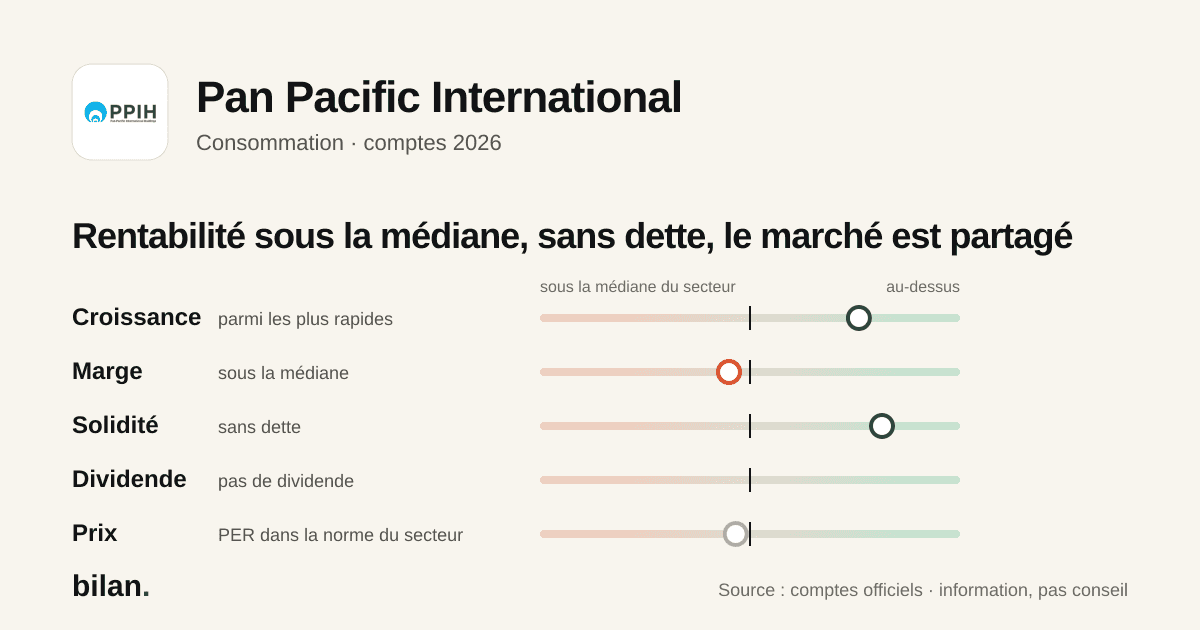 PPIH
Pan Pacific International
Consommation · comptes 2026
Rentabilité sous la médiane, sans dette, le marché est partagé
sous la médiane du secteur au-dessus
Croissance parmi les plus rapides
Marge sous la médiane
Solidité sans dette
Dividende pas de dividende
Prix PER dans la norme du secteur
bilan.
Source : comptes officiels · information, pas conseil